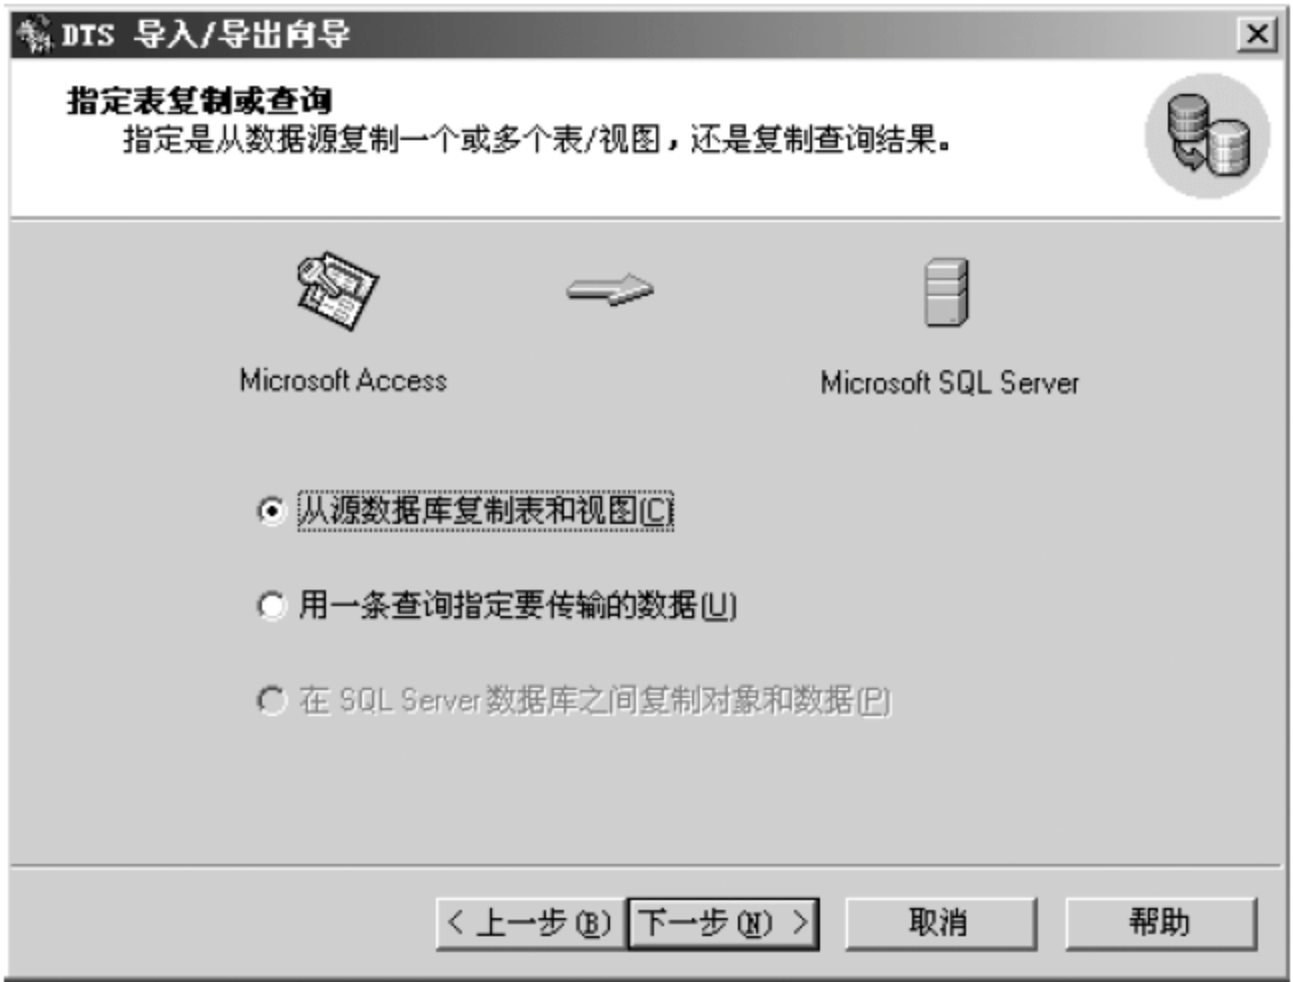 DTS 导入/导出向导
指定表复制或查询
指定是从数据源复制一个或多个表/视图，还是复制查询结果。
Microsoft Access
Microsoft SQL Server
从源数据库复制表和视图(C)
用一条查询指定要传输的数据(U)
在 SQL Server 数据库之间复制对象和数据(P)
< 上一步(B) 下一步(N) > 取消 帮助